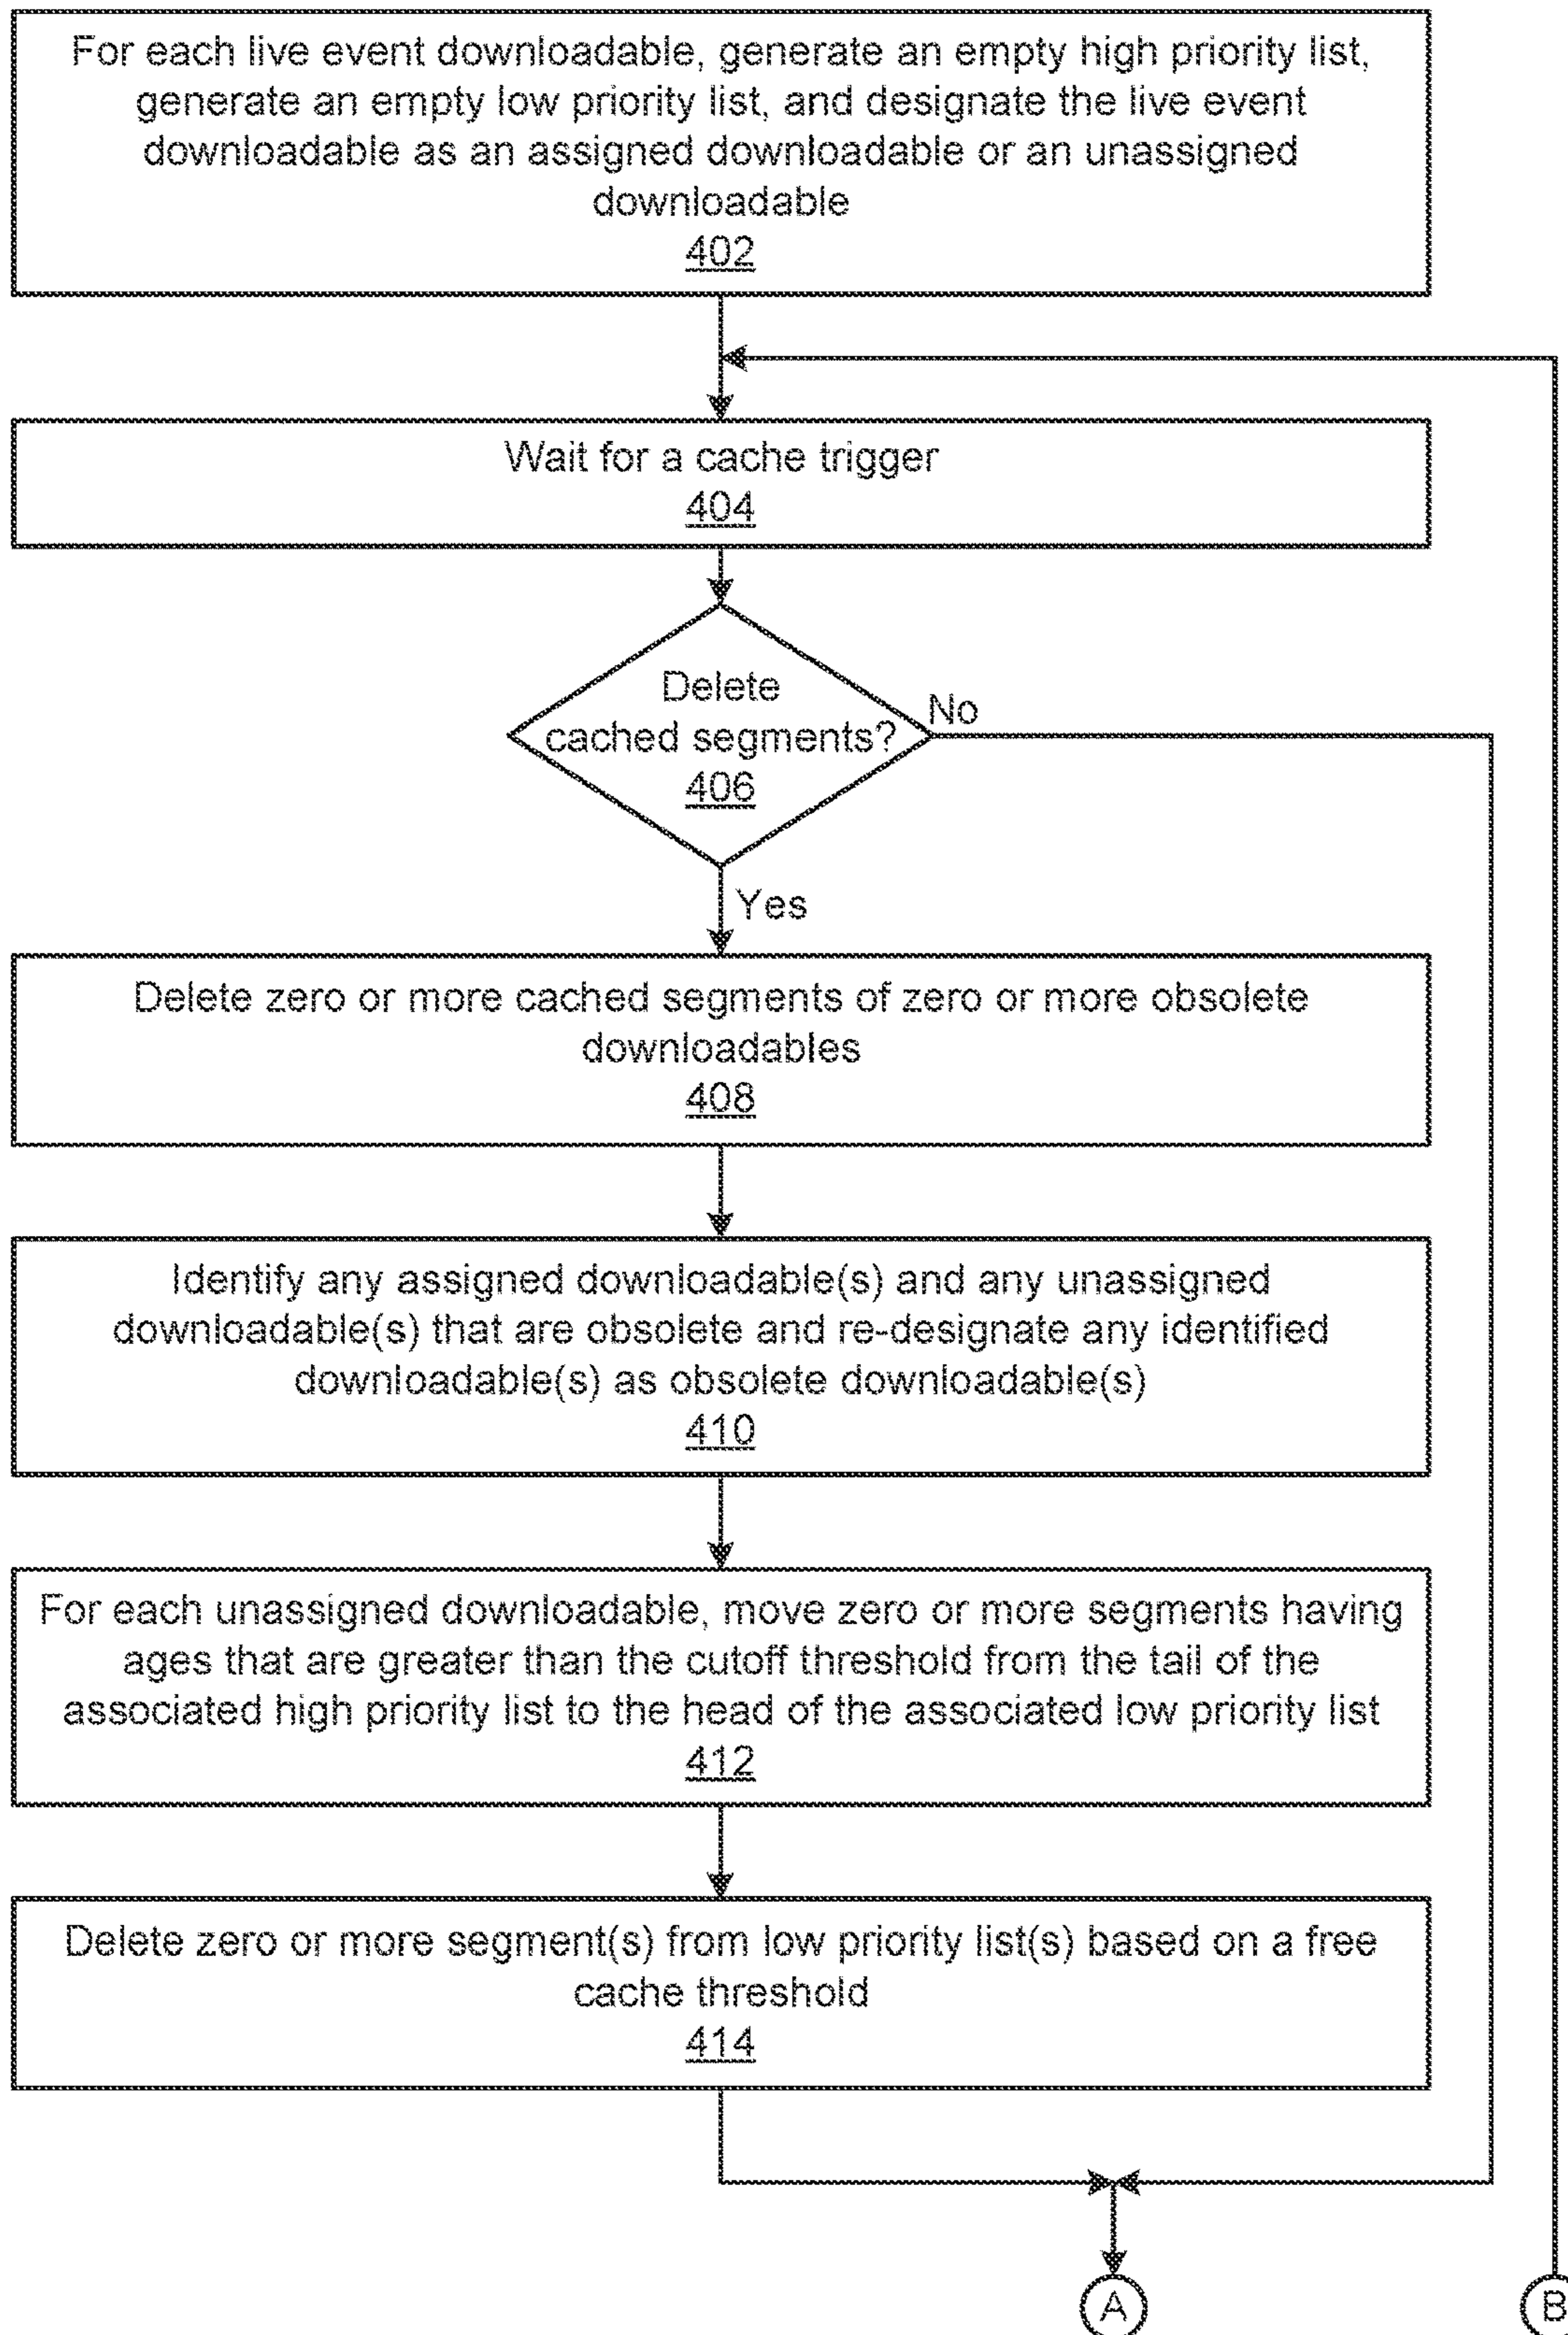 For each live event downloadable, generate an empty high priority list,
generate an empty low priority list, and designate the live event
downloadable as an assigned downloadable or an unassigned
downloadable
402
Wait for a cache trigger
404
Delete
cached segments?
406
No
Yes
Delete zero or more cached segments of zero or more obsolete
downloadables
408
Identify any assigned downloadable(s) and any unassigned
downloadable(s) that are obsolete and re-designate any identified
downloadable(s) as obsolete downloadable(s)
410
For each unassigned downloadable, move zero or more segments having
ages that are greater than the cutoff threshold from the tail of the
associated high priority list to the head of the associated low priority list
412
Delete zero or more segment(s) from low priority list(s) based on a free
cache threshold
414
A
B